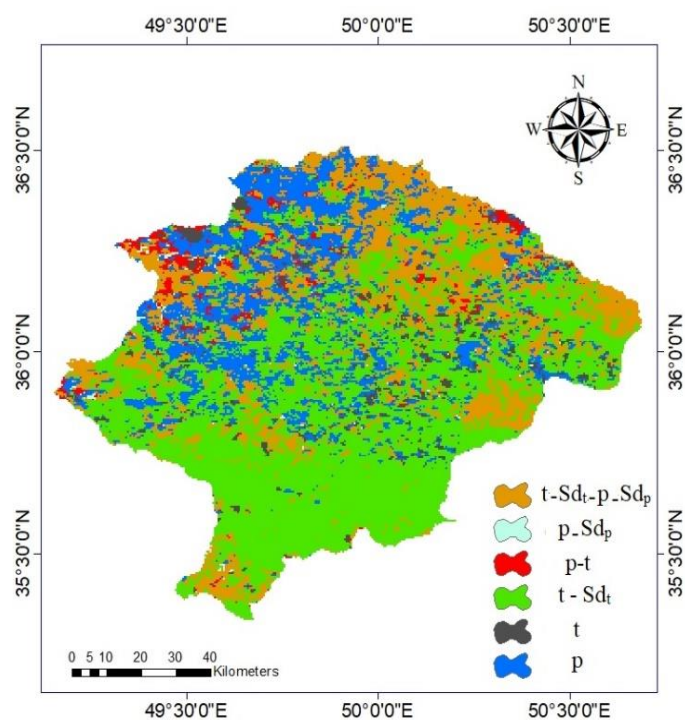 49°30'0"E 50°0'0"E 50°30'0"E
N
W E
S
36°30'0"N 36°30'0"N
36°0'0"N 36°0'0"N
35°30'0"N 35°30'0"N
t-Sdt-p-Sdp
p-Sdp
p-t
t - Sdt
t
p
0 5 10 20 30 40
Kilometers
49°30'0"E 50°0'0"E 50°30'0"E